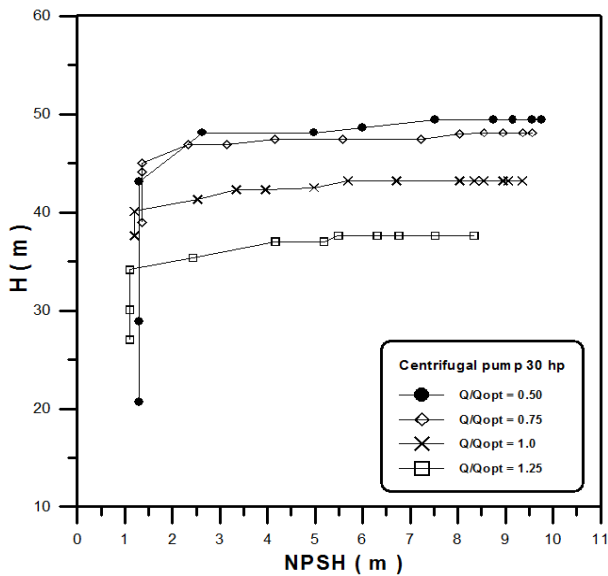 60
50
40
30
20
10
H ( m )
0 1 2 3 4 5 6 7 8 9 10 11
NPSH ( m )
Centrifugal pump 30 hp
Q/Qopt = 0.50
Q/Qopt = 0.75
Q/Qopt = 1.0
Q/Qopt = 1.25